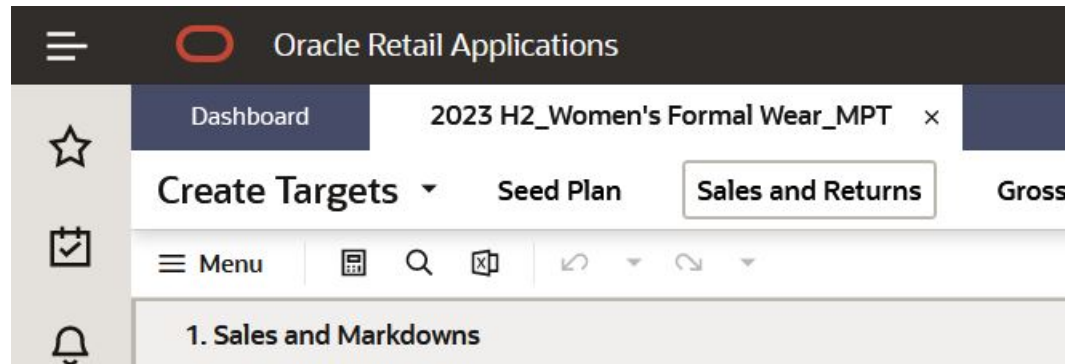 Oracle Retail Applications
Dashboard 2023 H2_Women's Formal Wear_MPT ×
Create Targets Seed Plan Sales and Returns Gross
Menu
1. Sales and Markdowns